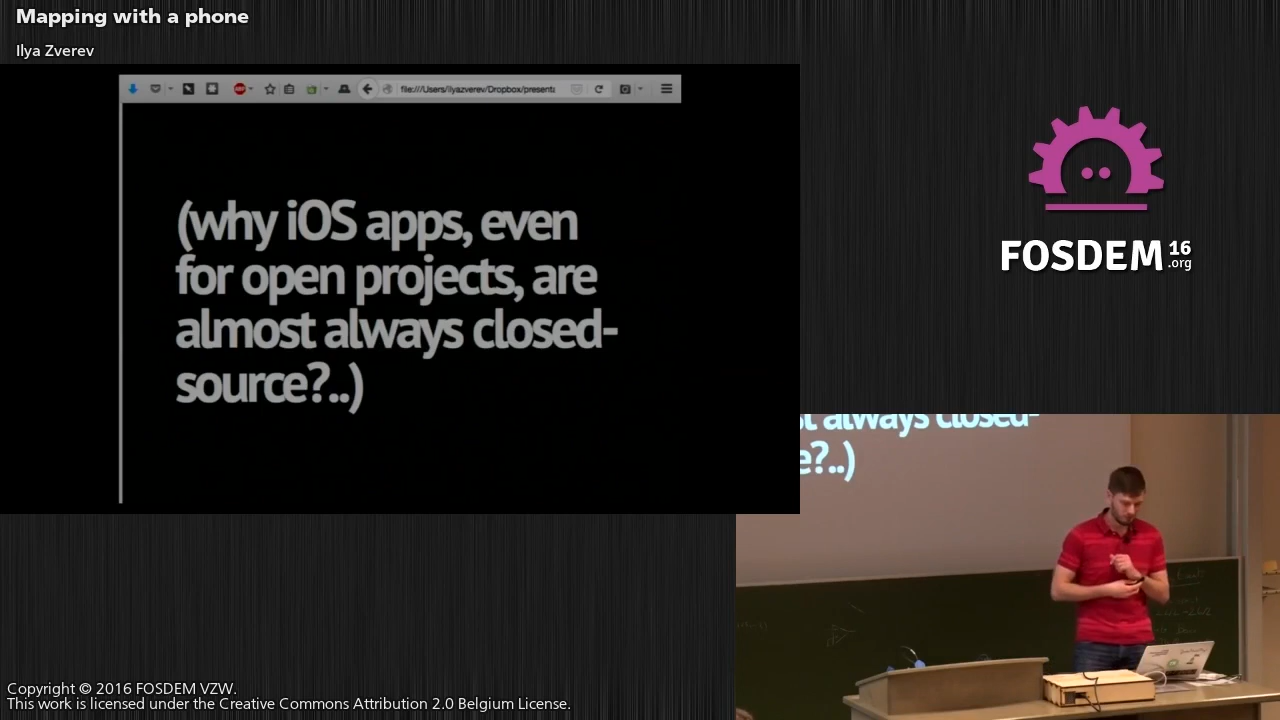 Mapping with a phone
Ilya Zverev
file:///Users/ilyazverev/Dropbox/present
(why iOS apps, even
for open projects, are
almost always closed-
source?..)
FOSDEM 16
.org
always closed-
e?..)
Copyright © 2016 FOSDEM VZW.
This work is licensed under the Creative Commons Attribution 2.0 Belgium License.